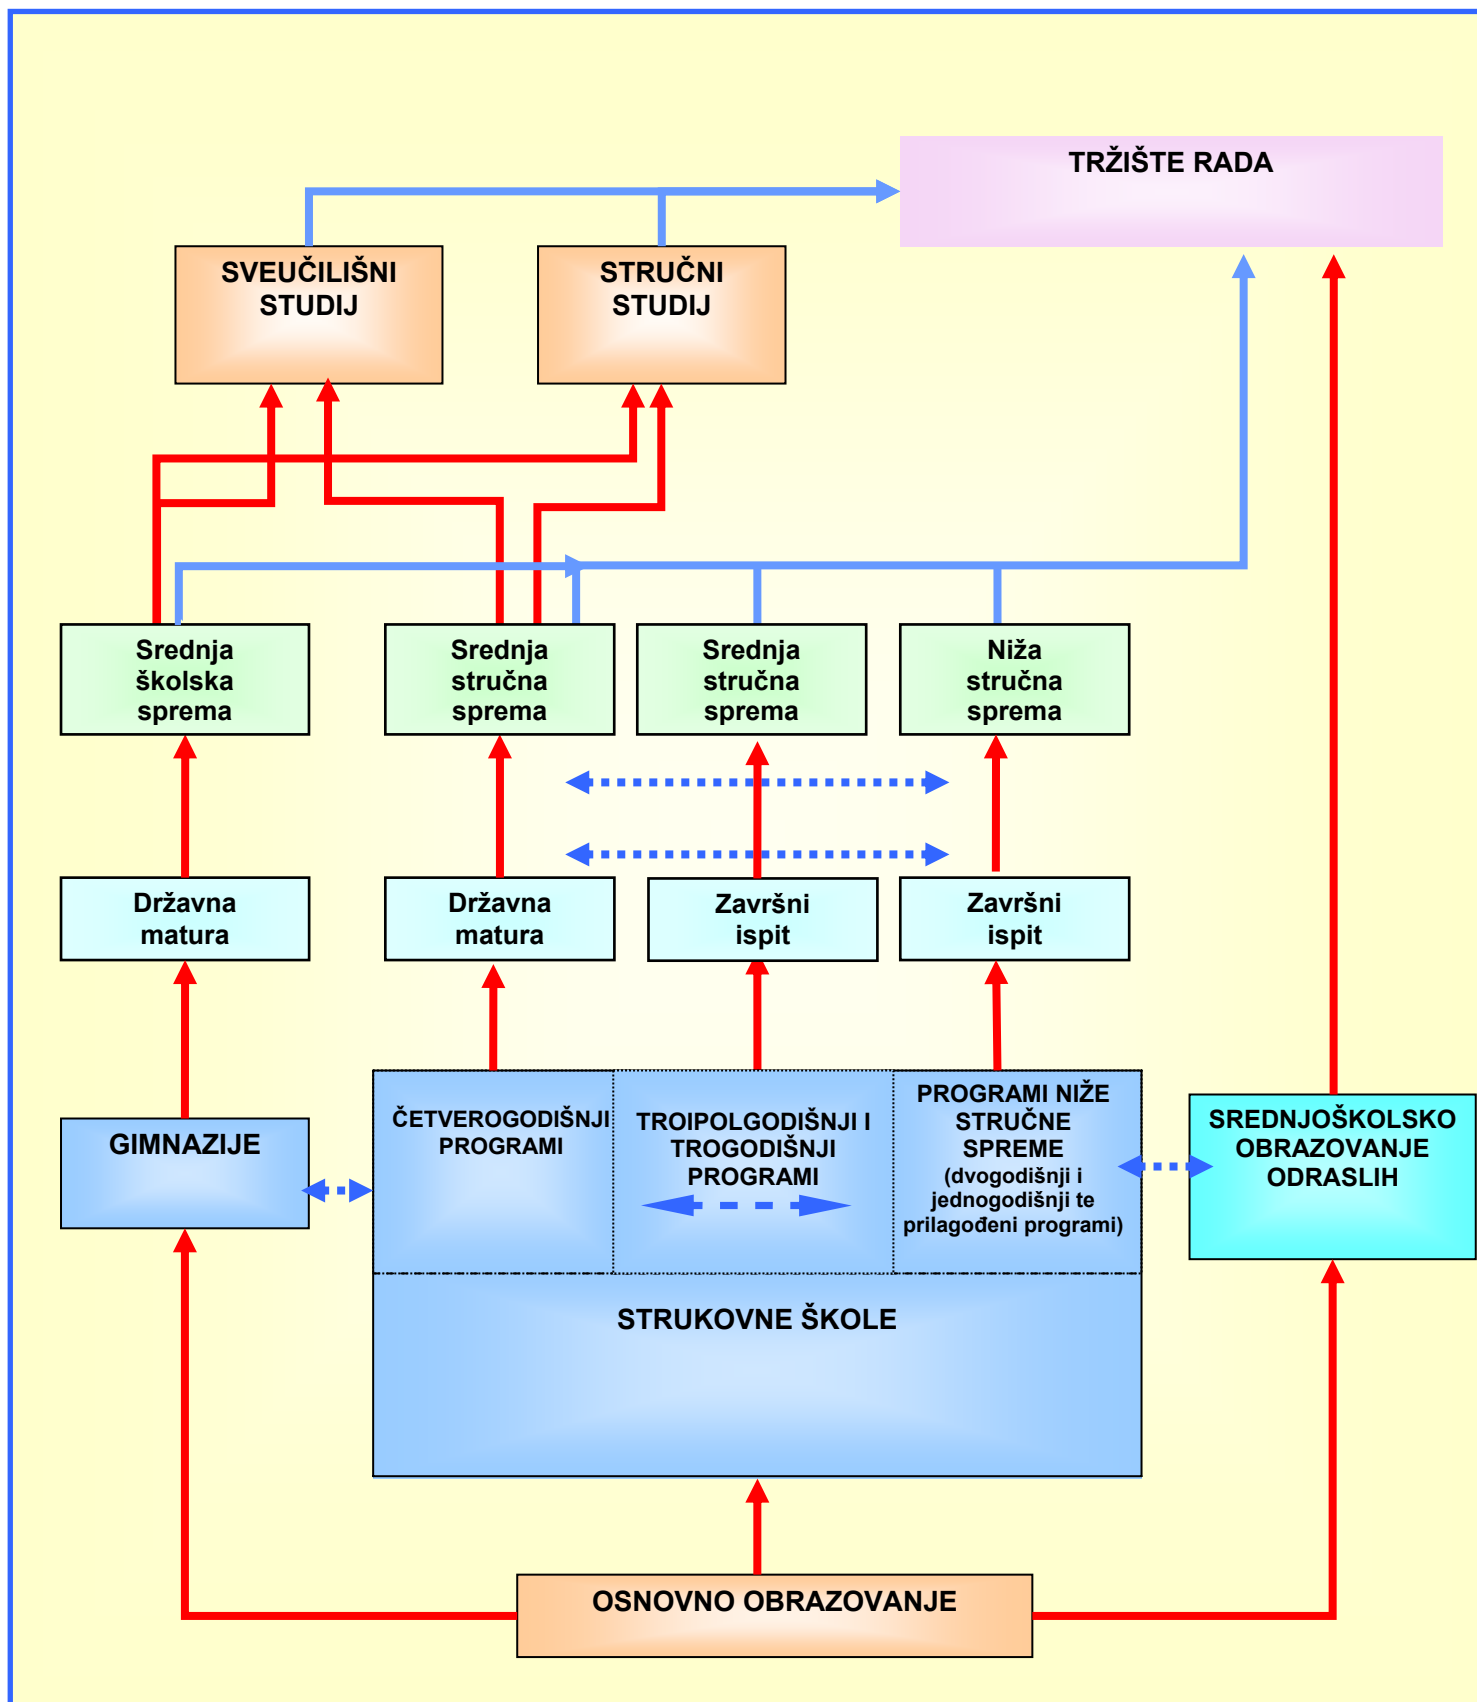 TRŽIŠTE RADA
SVEUČILIŠNI
STUDIJ
STRUČNI
STUDIJ
Srednja
školska
sprema
Srednja
stručna
sprema
Srednja
stručna
sprema
Niža
stručna
sprema
Državna
matura
Državna
matura
Završni
ispit
Završni
ispit
GIMNAZIJE
ČETVEROGODIŠNJI
PROGRAMI
TROIPOLGODIŠNJI I
TROGODIŠNJI
PROGRAMI
PROGRAMI NIŽE
STRUČNE
SPREME
(dvogodišnji i
jednogodišnji te
prilagođeni programi)
SREDNJOŠKOLSKO
OBRAZOVANJE
ODRASLIH
STRUKOVNE ŠKOLE
OSNOVNO OBRAZOVANJE